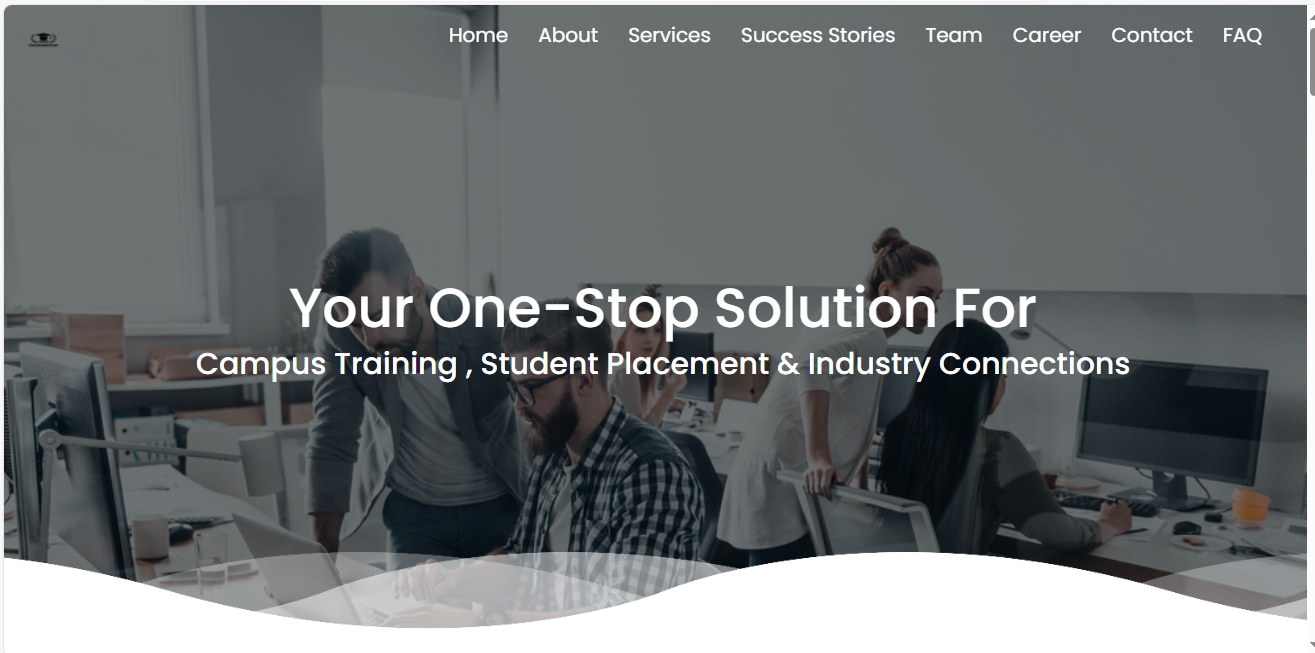 Home About Services Success Stories Team Career Contact FAQ
Your One-Stop Solution For
Campus Training , Student Placement & Industry Connections